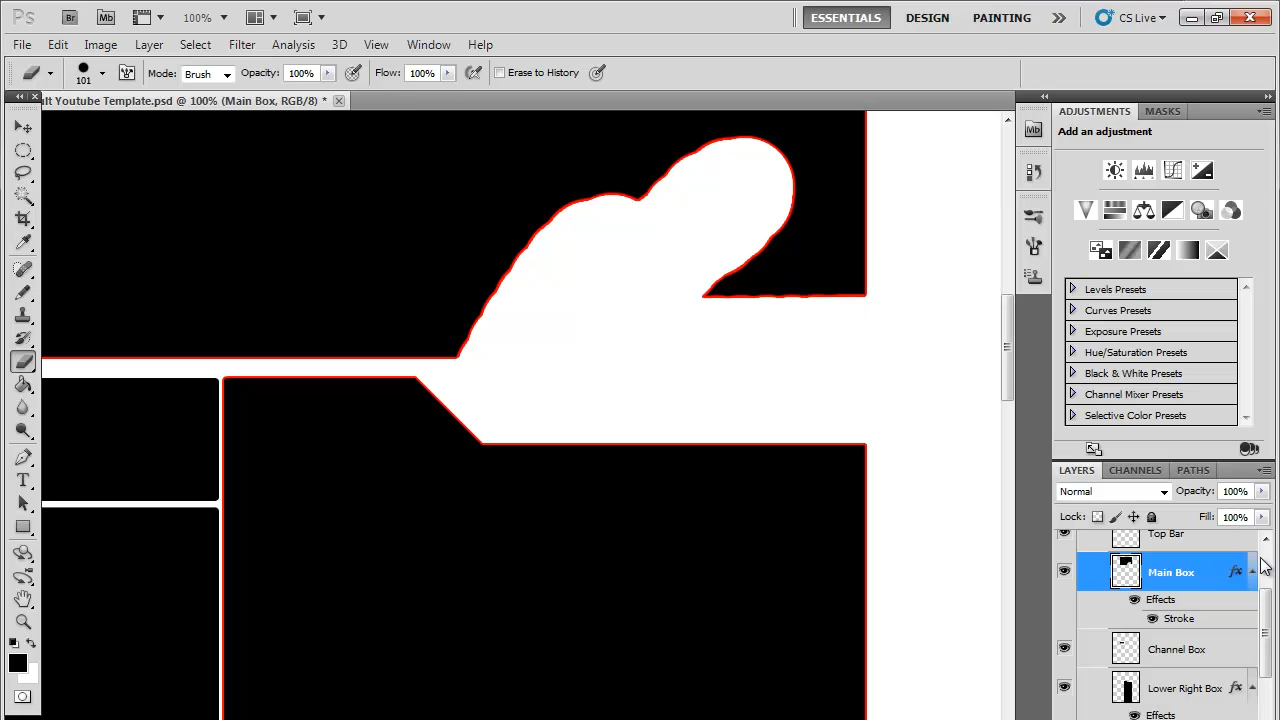 Ps Br Mb 100% ESSENTIALS DESIGN PAINTING CS Live
File Edit Image Layer Select Filter Analysis 3D View Window Help
101 Mode: Brush Opacity: 100% Flow: 100% Erase to History
ult Youtube Template.psd @ 100% (Main Box, RGB/8) *
ADJUSTMENTS MASKS
Mb
Add an adjustment
Levels Presets
Curves Presets
Exposure Presets
Hue/Saturation Presets
Black & White Presets
Channel Mixer Presets
Selective Color Presets
LAYERS CHANNELS PATHS
Normal Opacity: 100%
Lock: Fill: 100%
Top Bar
Main Box fx
Effects
Stroke
Channel Box
Lower Right Box fx
Effects